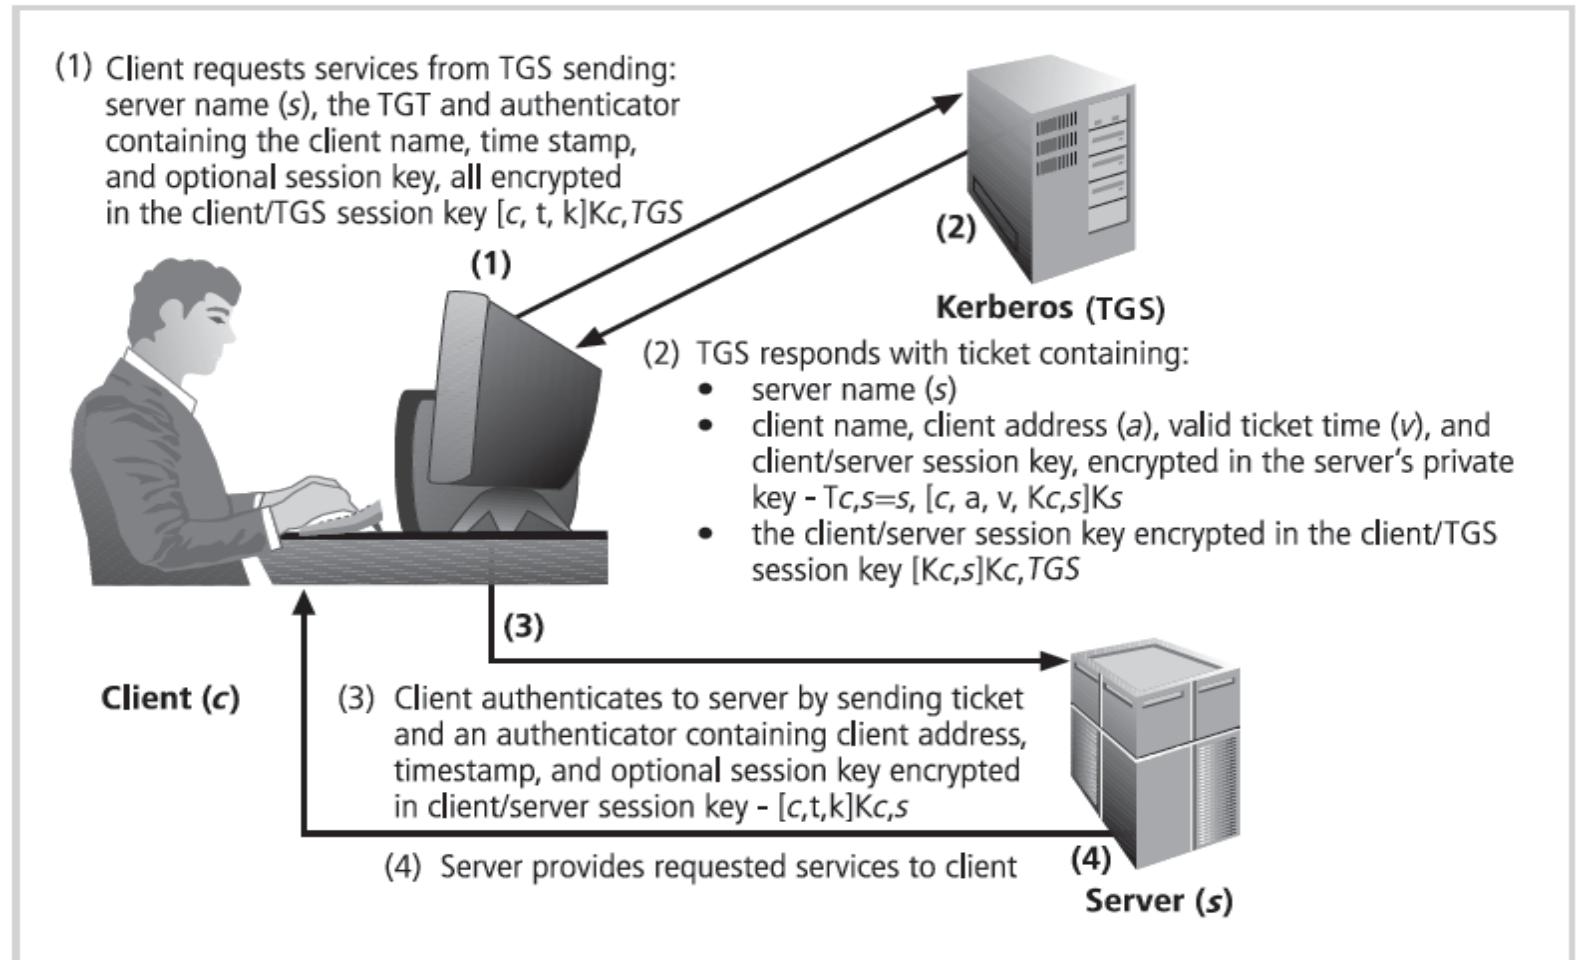 (1) Client requests services from TGS sending:
server name (s), the TGT and authenticator
containing the client name, time stamp,
and optional session key, all encrypted
in the client/TGS session key [c, t, k]Kc,TGS
(1)
(2)
Kerberos (TGS)
(2) TGS responds with ticket containing:
• server name (s)
• client name, client address (a), valid ticket time (v), and
client/server session key, encrypted in the server's private
key - Tc,s=s, [c, a, v, Kc,s]Ks
• the client/server session key encrypted in the client/TGS
session key [Kc,s]Kc,TGS
(3)
Client (c)
(3) Client authenticates to server by sending ticket
and an authenticator containing client address,
timestamp, and optional session key encrypted
in client/server session key - [c,t,k]Kc,s
(4) Server provides requested services to client
(4)
Server (s)